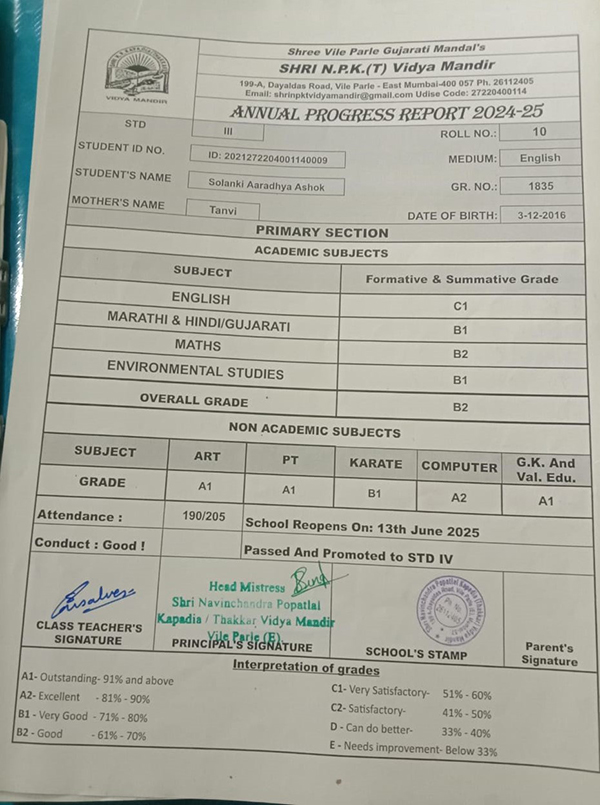 VIDYA MANDIR
Shree Vile Parle Gujarati Mandal's
SHRI N.P.K.(T) Vidya Mandir
199-A, Dayaldas Road, Vile Parle - East Mumbai-400 057 Ph. 26112405
Email: shrinpktvidyamandir@gmail.com Udise Code: 27220400114
ANNUAL PROGRESS REPORT 2024-25
STD III ROLL NO.: 10
STUDENT ID NO. ID: 2021272204001140009 MEDIUM: English
STUDENT'S NAME Solanki Aaradhya Ashok GR. NO.: 1835
MOTHER'S NAME Tanvi DATE OF BIRTH: 3-12-2016
PRIMARY SECTION
ACADEMIC SUBJECTS
SUBJECT Formative & Summative Grade
ENGLISH C1
MARATHI & HINDI/GUJARATI B1
MATHS B2
ENVIRONMENTAL STUDIES B1
OVERALL GRADE B2
NON ACADEMIC SUBJECTS
SUBJECT ART PT KARATE COMPUTER G.K. And Val. Edu.
GRADE A1 A1 B1 A2 A1
Attendance : 190/205 School Reopens On: 13th June 2025
Conduct : Good ! Passed And Promoted to STD IV
Head Mistress
Shri Navinchandra Popatlal
Kapadia / Thakkar Vidya Mandir
Vile Parle (E).
CLASS TEACHER'S SIGNATURE
PRINCIPAL'S SIGNATURE
SCHOOL'S STAMP
Parent's Signature
Interpretation of grades
A1- Outstanding- 91% and above
A2- Excellent - 81% - 90%
B1 - Very Good - 71% - 80%
B2 - Good - 61% - 70%
C1- Very Satisfactory- 51% - 60%
C2- Satisfactory- 41% - 50%
D - Can do better- 33% - 40%
E - Needs improvement- Below 33%